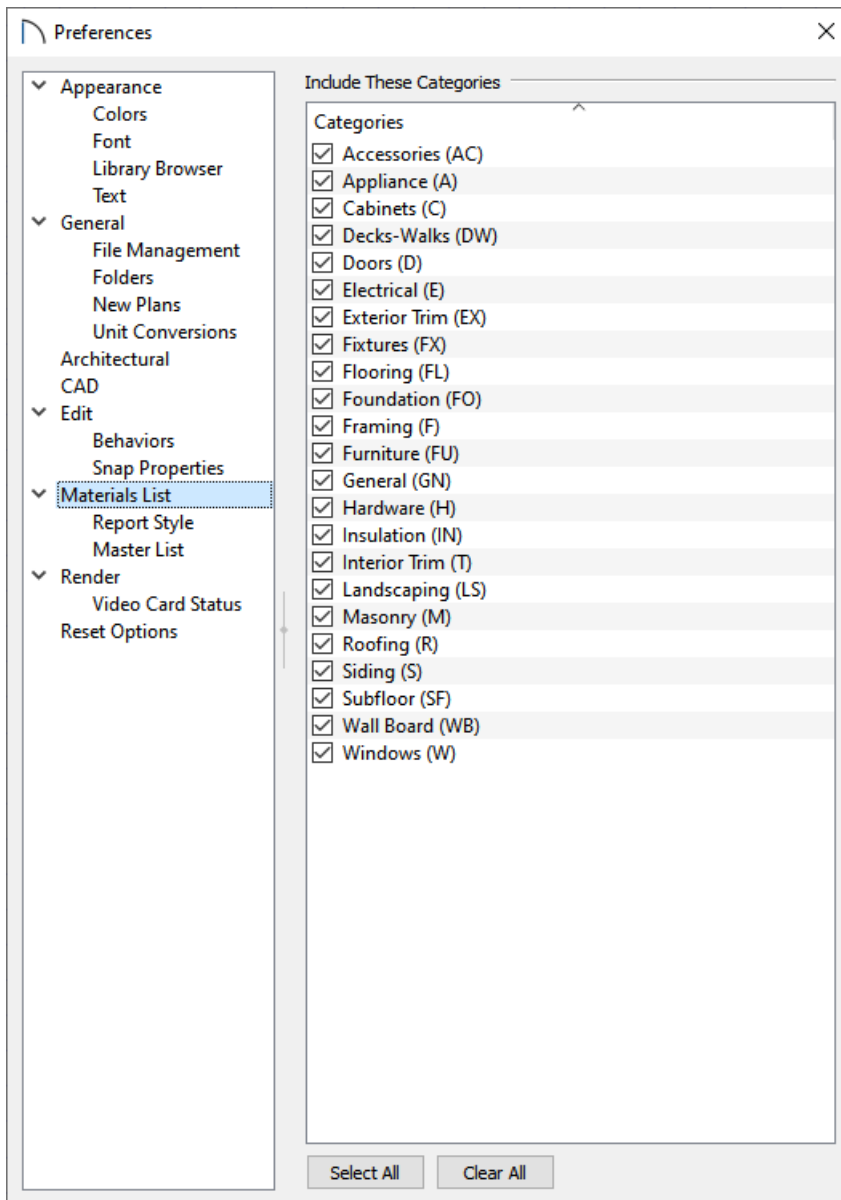 Preferences
Appearance
Colors
Font
Library Browser
Text
General
File Management
Folders
New Plans
Unit Conversions
Architectural
CAD
Edit
Behaviors
Snap Properties
Materials List
Report Style
Master List
Render
Video Card Status
Reset Options
Include These Categories
Categories
Accessories (AC)
Appliance (A)
Cabinets (C)
Decks-Walks (DW)
Doors (D)
Electrical (E)
Exterior Trim (EX)
Fixtures (FX)
Flooring (FL)
Foundation (FO)
Framing (F)
Furniture (FU)
General (GN)
Hardware (H)
Insulation (IN)
Interior Trim (T)
Landscaping (LS)
Masonry (M)
Roofing (R)
Siding (S)
Subfloor (SF)
Wall Board (WB)
Windows (W)
Select All
Clear All